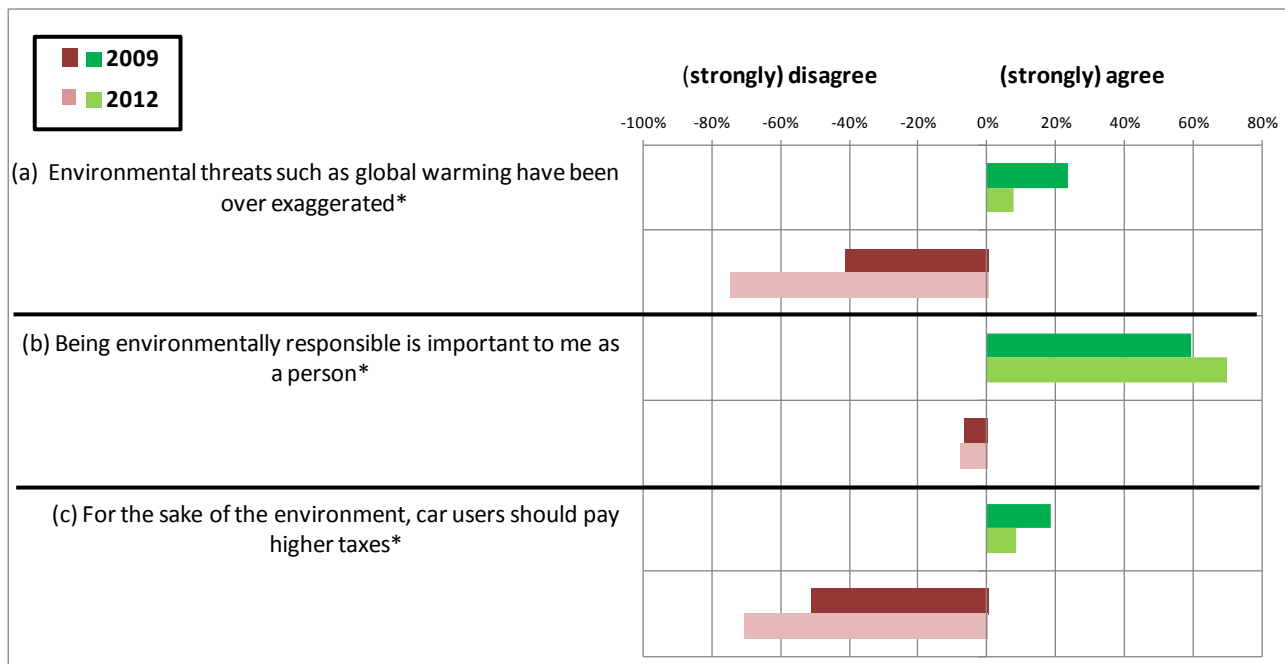 2009
2012
(strongly) disagree (strongly) agree
-100% -80% -60% -40% -20% 0% 20% 40% 60% 80%
(a) Environmental threats such as global warming have been
over exaggerated*
(b) Being environmentally responsible is important to me as
a person*
(c) For the sake of the environment, car users should pay
higher taxes*